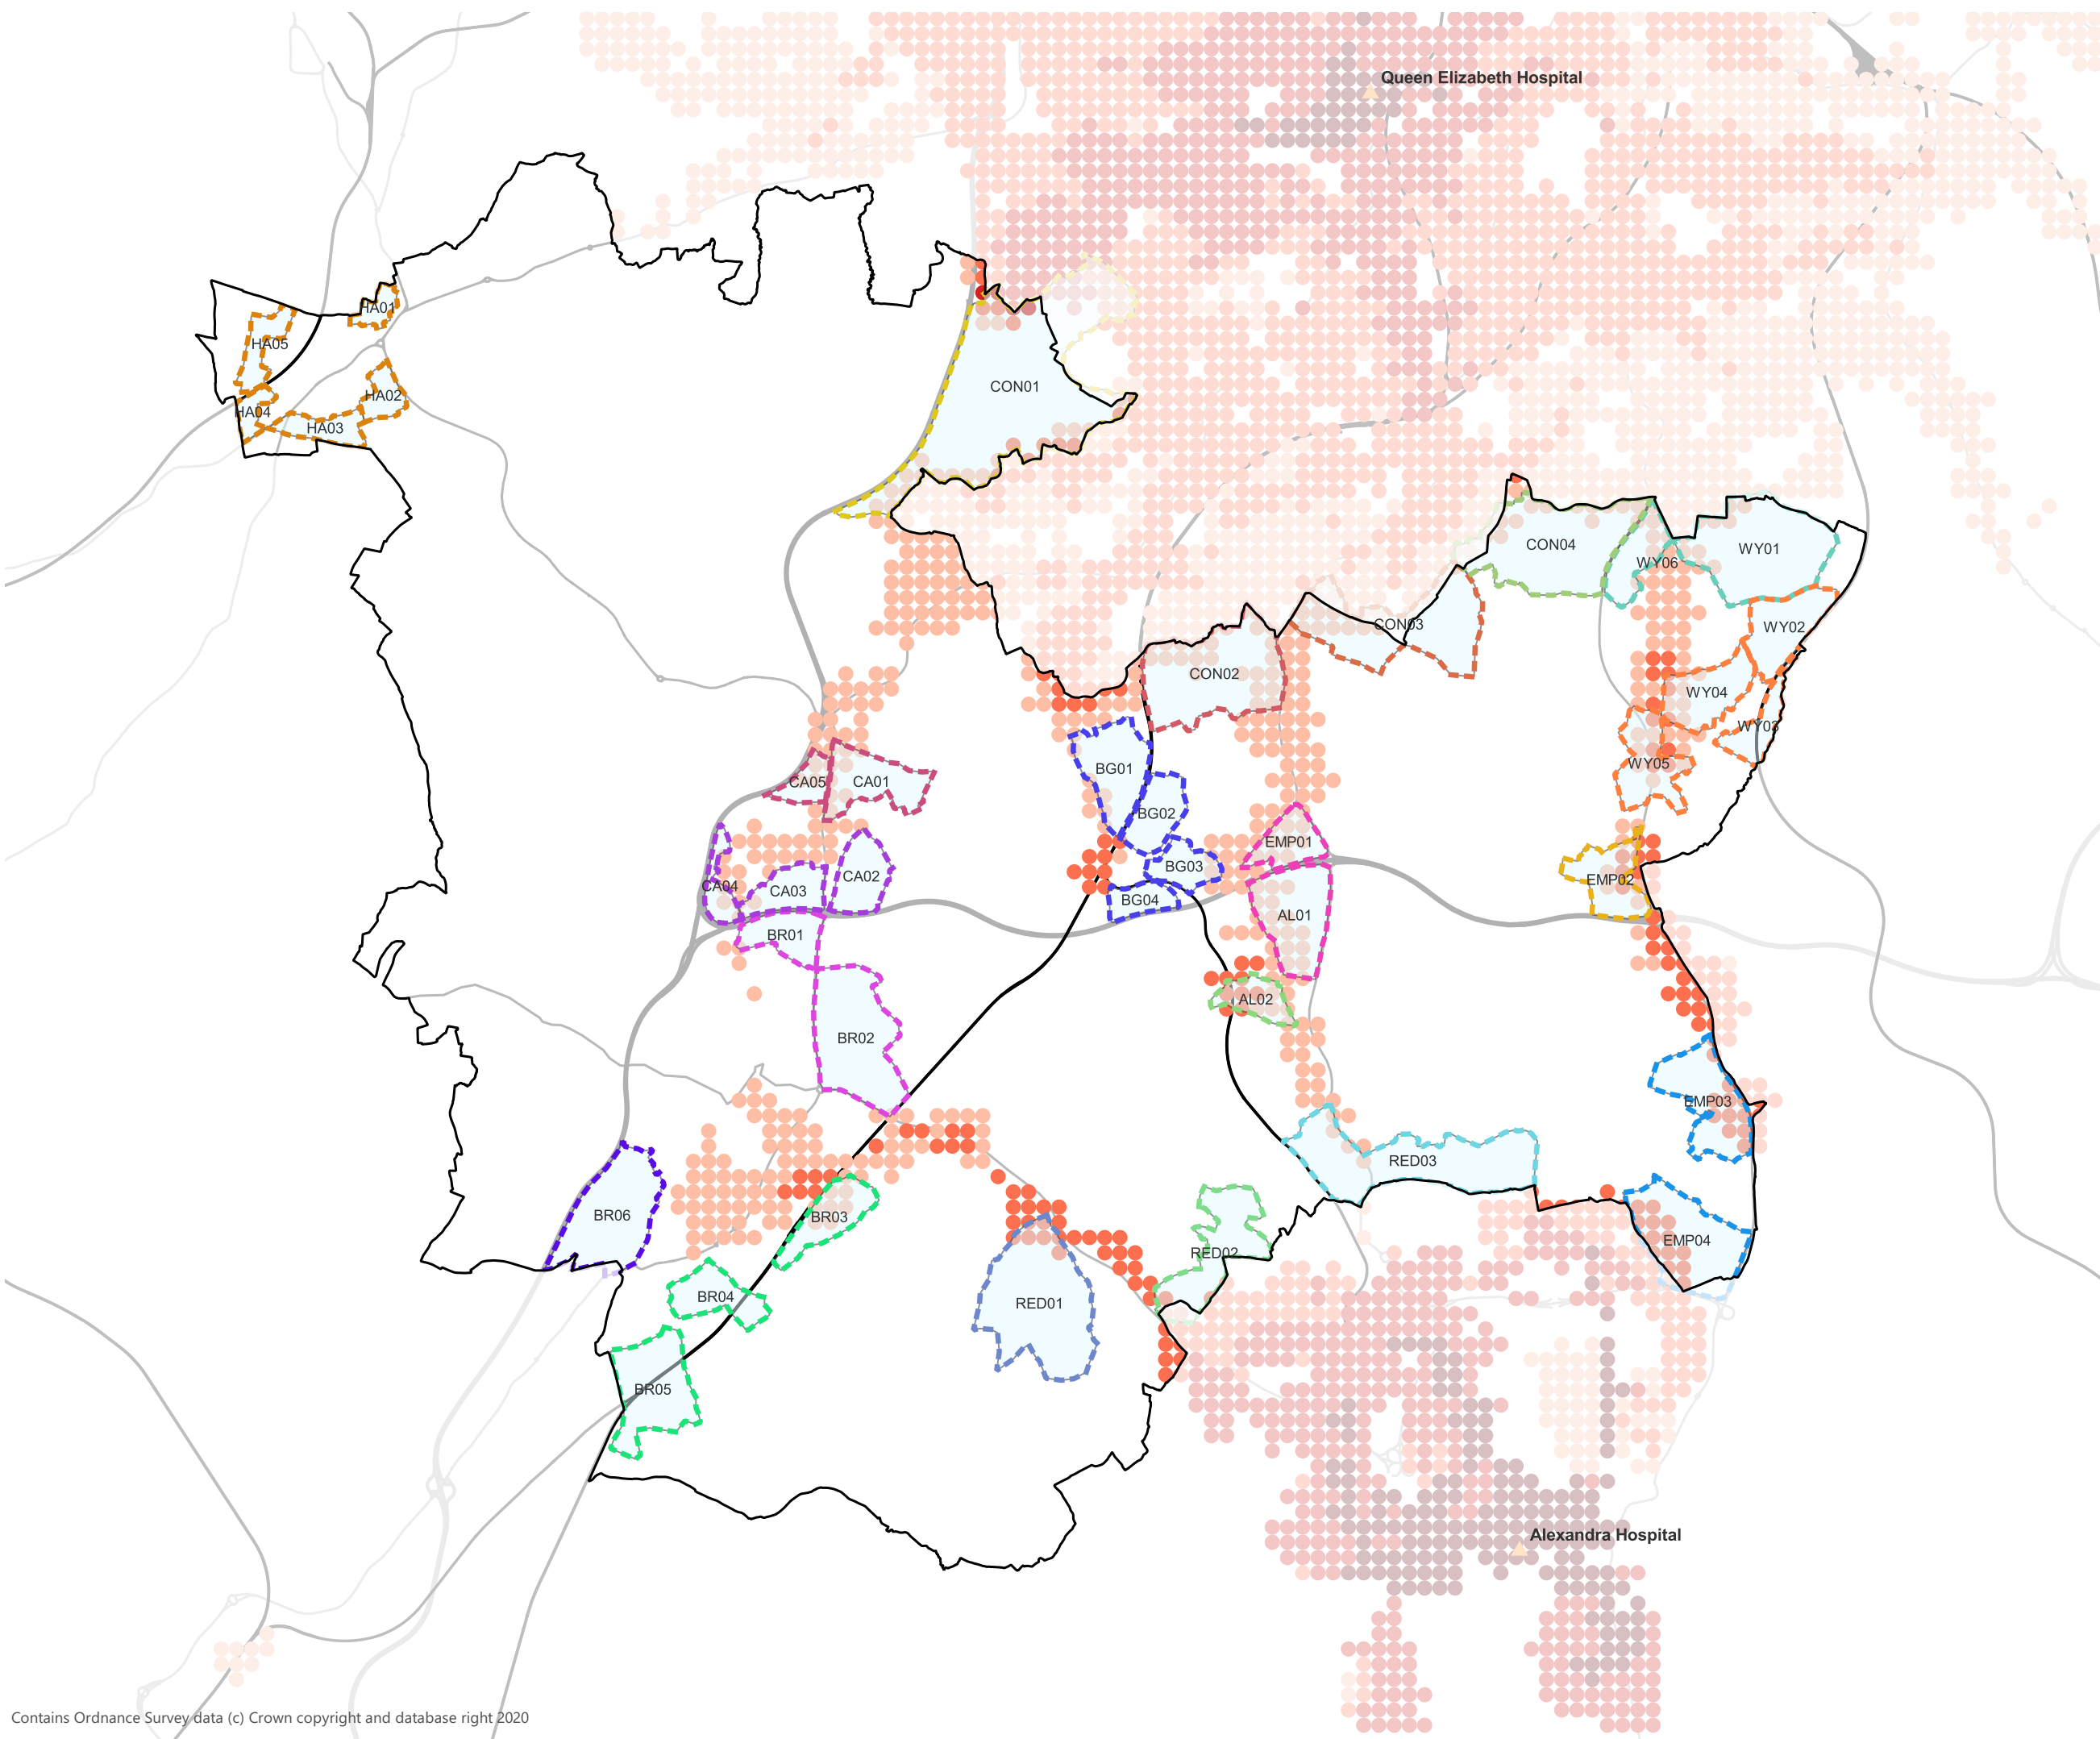 Queen Elizabeth Hospital
HA01
HA05
CON01
HA02
HA04
HA03
CON04
WY01
WY06
CON03
WY02
CON02
WY04
WY03
BG01
WY05
CA05
CA01
BG02
EMP01
BG03
CA02
EMP02
CA04
CA03
BG04
AL01
BR01
AL02
BR02
EMP03
RED03
BR06
BR03
EMP04
RED02
BR04
RED01
BR05
Alexandra Hospital
Contains Ordnance Survey data (c) Crown copyright and database right 2020